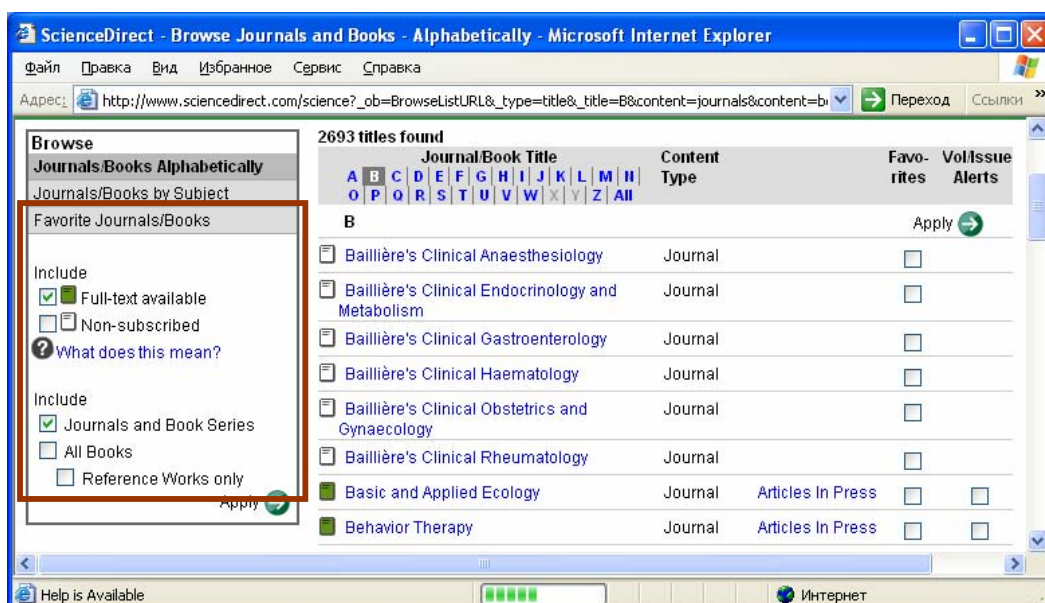 ScienceDirect - Browse Journals and Books - Alphabetically - Microsoft Internet Explorer
Файл Правка Вид Избранное Сервис Справка
Адрес: http://www.sciencedirect.com/science?_ob=BrowseListURL&_type=title&_title=B&content=journals&content=b Переход Ссылки »
Browse
Journals/Books Alphabetically
Journals/Books by Subject
Favorite Journals/Books
Include
Full-text available
Non-subscribed
What does this mean?
Include
Journals and Book Series
All Books
Reference Works only
Apply
2693 titles found
Journal/Book Title Content Type Favo-rites Vol/Issue Alerts
A B C D E F G H I J K L M N
O P Q R S T U V W X Y Z All
B Apply
Baillière's Clinical Anaesthesiology Journal
Baillière's Clinical Endocrinology and
Metabolism Journal
Baillière's Clinical Gastroenterology Journal
Baillière's Clinical Haematology Journal
Baillière's Clinical Obstetrics and
Gynaecology Journal
Baillière's Clinical Rheumatology Journal
Basic and Applied Ecology Journal Articles In Press
Behavior Therapy Journal Articles In Press
Help is Available Интернет